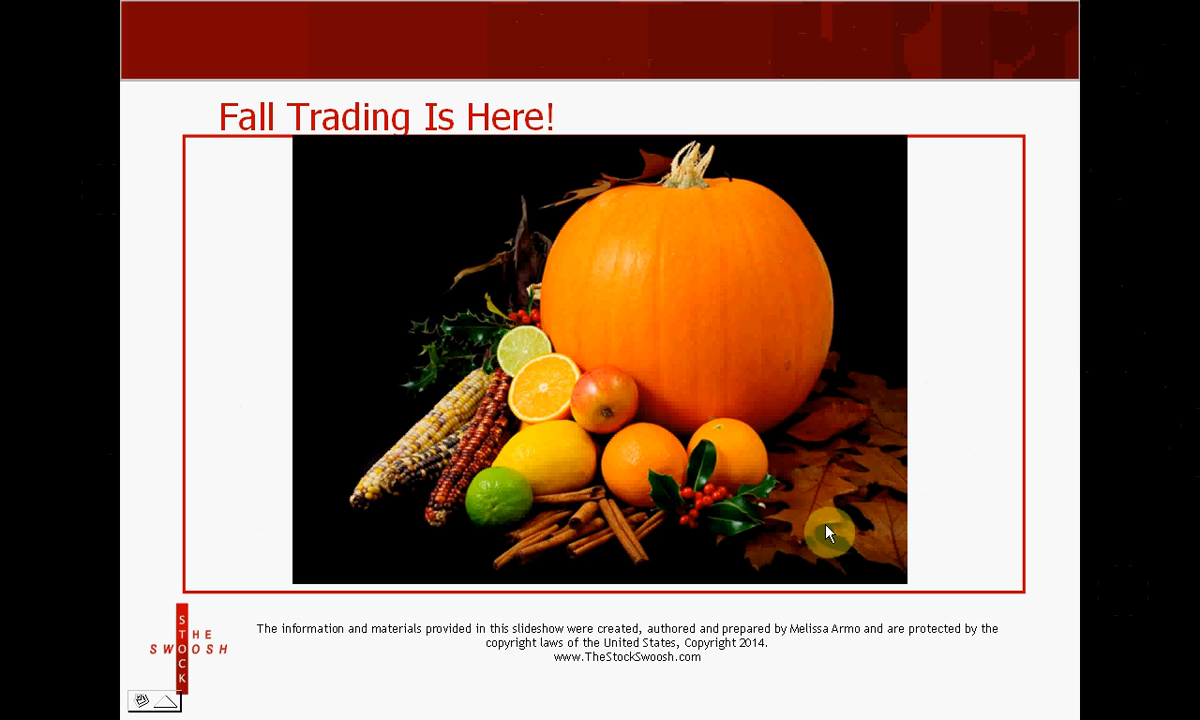 Fall Trading Is Here!
THE
STOCK
SWOOSH
The information and materials provided in this slideshow were created, authored and prepared by Melissa Armo and are protected by the
copyright laws of the United States, Copyright 2014.
www.TheStockSwoosh.com